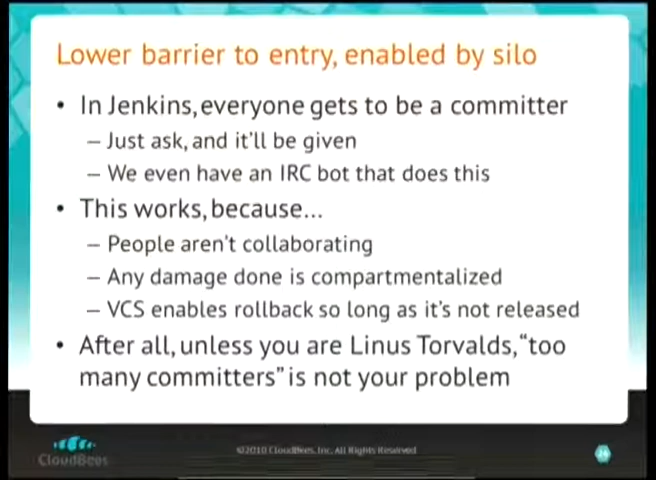 Lower barrier to entry, enabled by silo
• In Jenkins, everyone gets to be a committer
– Just ask, and it'll be given
– We even have an IRC bot that does this
• This works, because...
– People aren't collaborating
– Any damage done is compartmentalized
– VCS enables rollback so long as it's not released
• After all, unless you are Linus Torvalds, "too
many committers" is not your problem
CloudBees
©2010 CloudBees, Inc. All Rights Reserved